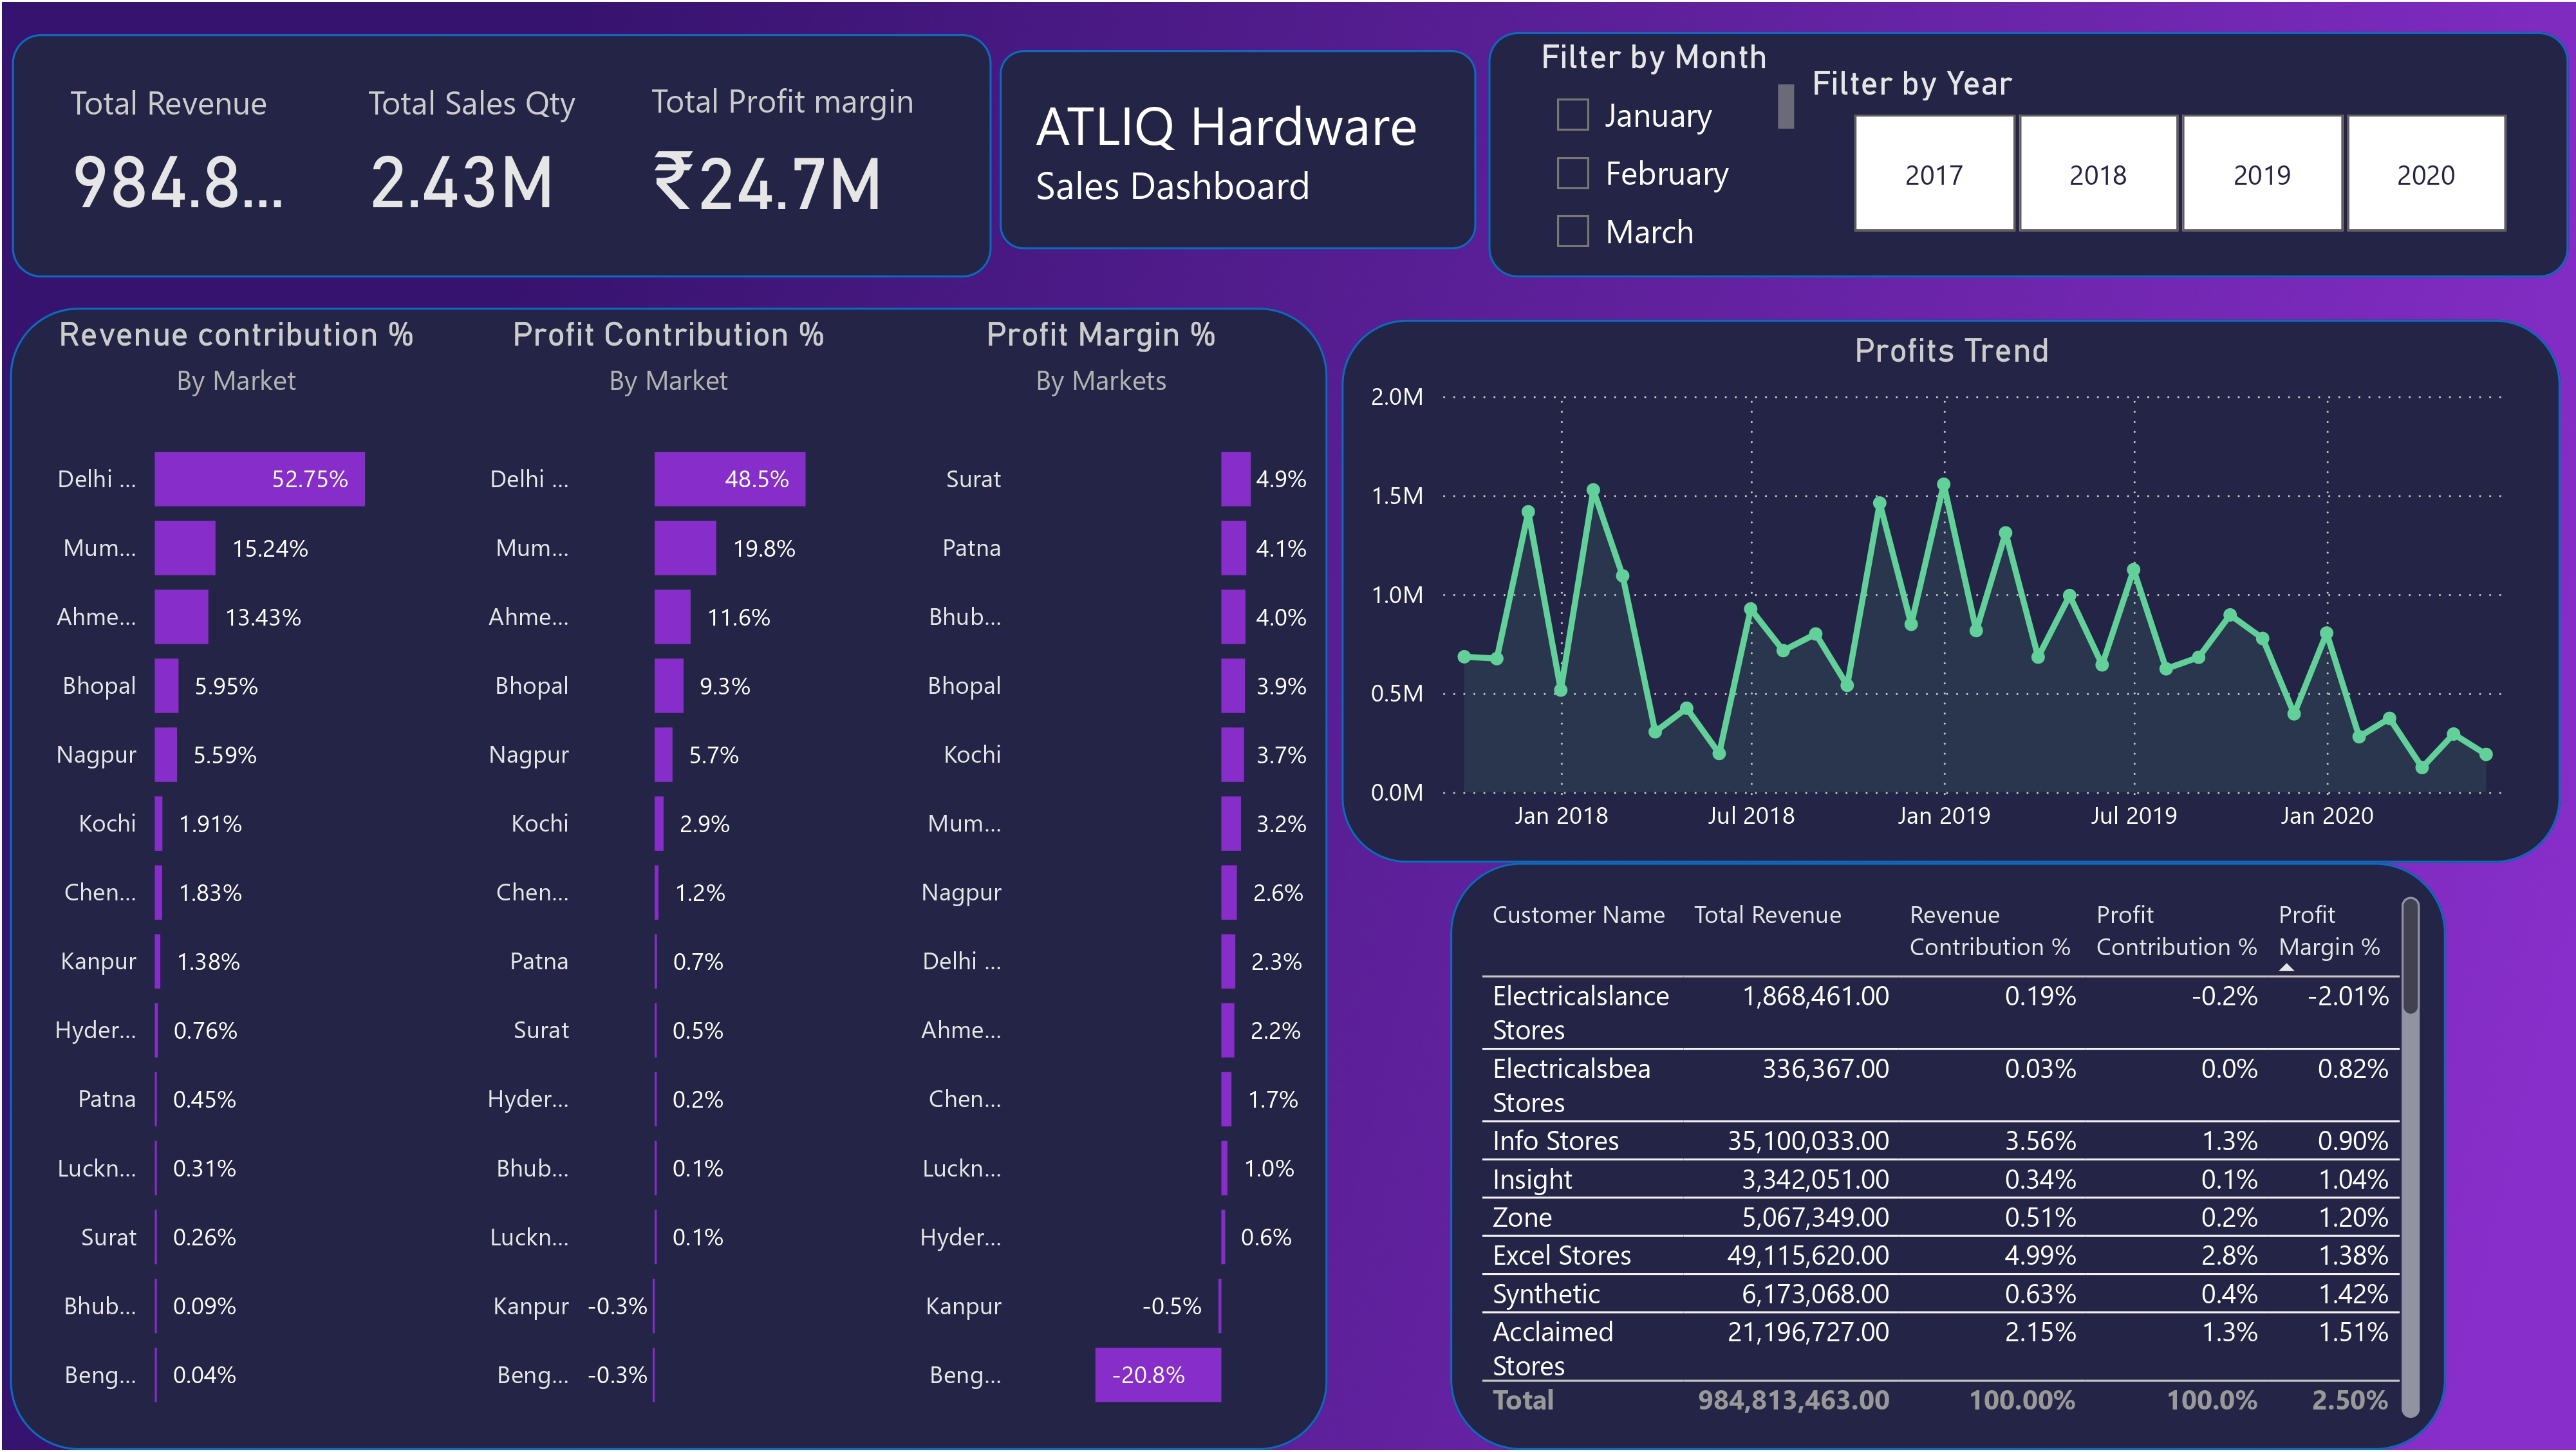 Total Revenue
984.8...
Total Sales Qty
2.43M
Total Profit margin
₹24.7M
ATLIQ Hardware
Sales Dashboard
Filter by Month
January
February
March
Filter by Year
2017
2018
2019
2020
Revenue contribution %
By Market
Delhi ... 52.75%
Mum... 15.24%
Ahme... 13.43%
Bhopal 5.95%
Nagpur 5.59%
Kochi 1.91%
Chen... 1.83%
Kanpur 1.38%
Hyder... 0.76%
Patna 0.45%
Luckn... 0.31%
Surat 0.26%
Bhub... 0.09%
Beng... 0.04%
Profit Contribution %
By Market
Delhi ... 48.5%
Mum... 19.8%
Ahme... 11.6%
Bhopal 9.3%
Nagpur 5.7%
Kochi 2.9%
Chen... 1.2%
Patna 0.7%
Surat 0.5%
Hyder... 0.2%
Bhub... 0.1%
Luckn... 0.1%
Kanpur -0.3%
Beng... -0.3%
Profit Margin %
By Markets
Surat 4.9%
Patna 4.1%
Bhub... 4.0%
Bhopal 3.9%
Kochi 3.7%
Mum... 3.2%
Nagpur 2.6%
Delhi ... 2.3%
Ahme... 2.2%
Chen... 1.7%
Luckn... 1.0%
Hyder... 0.6%
Kanpur -0.5%
Beng... -20.8%
Profits Trend
2.0M
1.5M
1.0M
0.5M
0.0M
Jan 2018 Jul 2018 Jan 2019 Jul 2019 Jan 2020
Customer Name Total Revenue Revenue Profit Profit
Contribution % Contribution % Margin %
Electricalslance 1,868,461.00 0.19% -0.2% -2.01%
Stores
Electricalsbea 336,367.00 0.03% 0.0% 0.82%
Stores
Info Stores 35,100,033.00 3.56% 1.3% 0.90%
Insight 3,342,051.00 0.34% 0.1% 1.04%
Zone 5,067,349.00 0.51% 0.2% 1.20%
Excel Stores 49,115,620.00 4.99% 2.8% 1.38%
Synthetic 6,173,068.00 0.63% 0.4% 1.42%
Acclaimed 21,196,727.00 2.15% 1.3% 1.51%
Stores
Total 984,813,463.00 100.00% 100.0% 2.50%